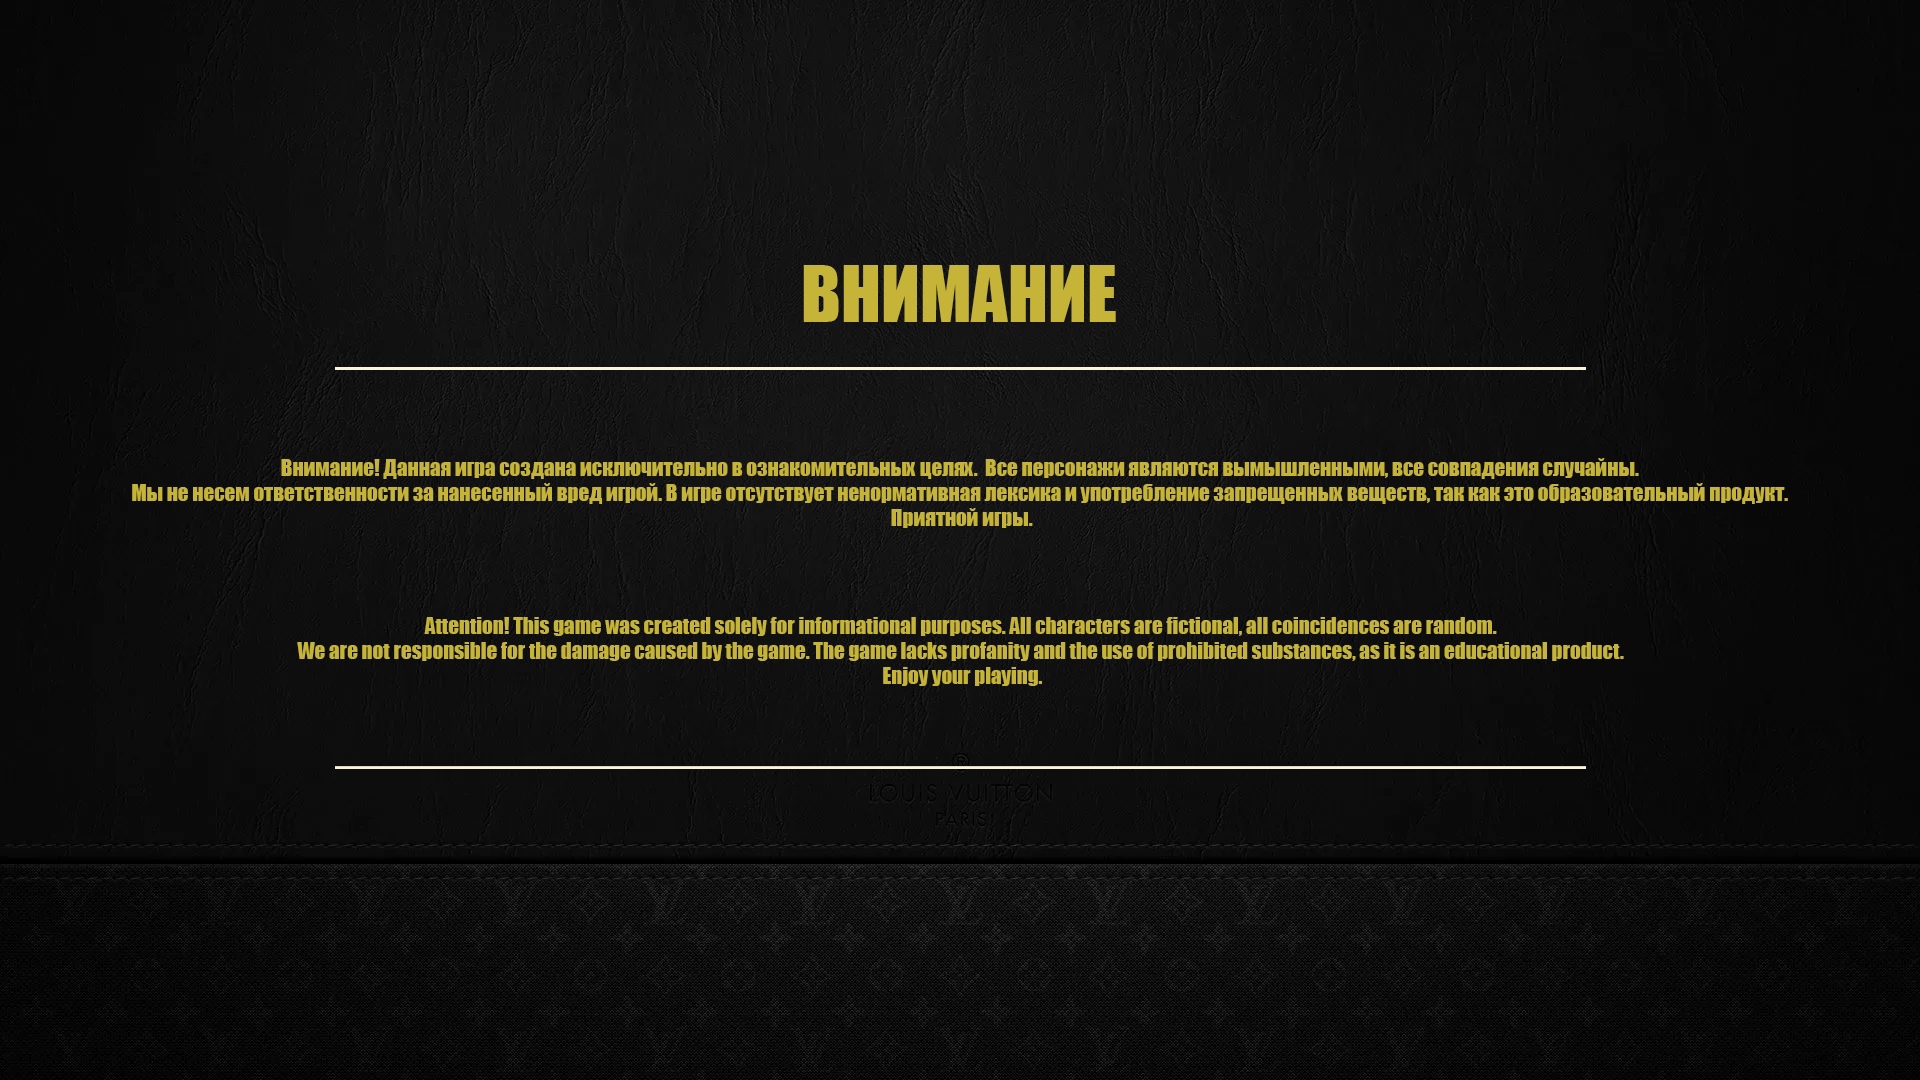 ВНИМАНИЕ
Внимание! Данная игра создана исключительно в ознакомительных целях.  Все персонажи являются вымышленными, все совпадения случайны.
Мы не несем ответственности за нанесенный вред игрой. В игре отсутствует ненормативная лексика и употребление запрещенных веществ, так как это образовательный продукт.
Приятной игры.
Attention! This game was created solely for informational purposes. All characters are fictional, all coincidences are random.
We are not responsible for the damage caused by the game. The game lacks profanity and the use of prohibited substances, as it is an educational product.
Enjoy your playing.
®
LOUIS VUITTON
PARIS